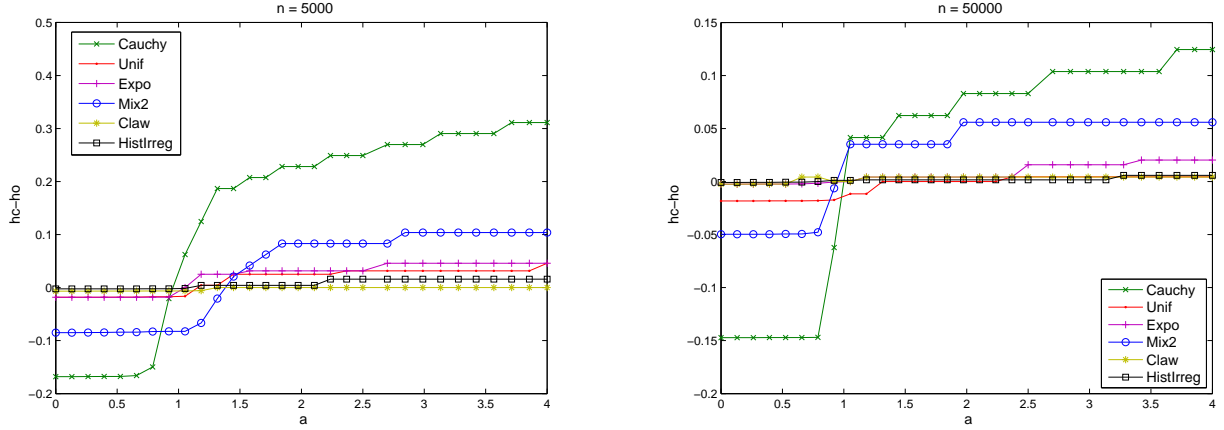 n = 5000
0.5
0.4
0.3
0.2
0.1
0
−0.1
−0.2
hc−ho
0 0.5 1 1.5 2 2.5 3 3.5 4
a
Cauchy
Unif
Expo
Mix2
Claw
HistIrreg
n = 50000
0.15
0.1
0.05
0
−0.05
−0.1
−0.15
−0.2
hc−ho
0 0.5 1 1.5 2 2.5 3 3.5 4
a
Cauchy
Unif
Expo
Mix2
Claw
HistIrreg